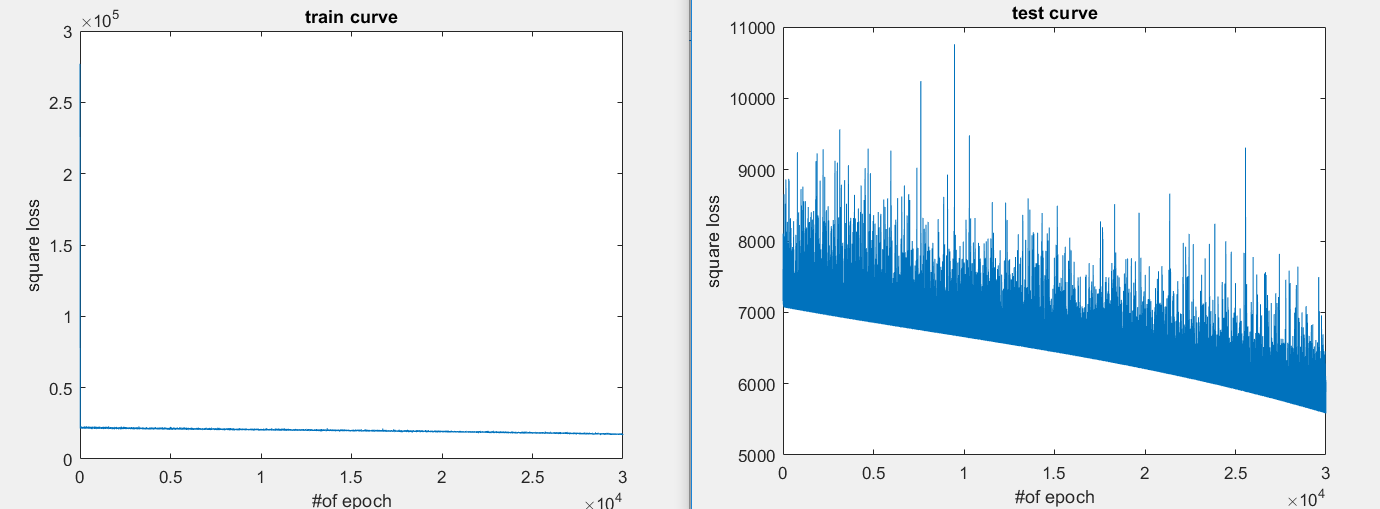 train curve
×10^5
3
2.5
2
1.5
1
0.5
0
square loss
0 0.5 1 1.5 2 2.5 3
#of epoch
×10^4
test curve
11000
10000
9000
8000
7000
6000
5000
square loss
0 0.5 1 1.5 2 2.5 3
#of epoch
×10^4